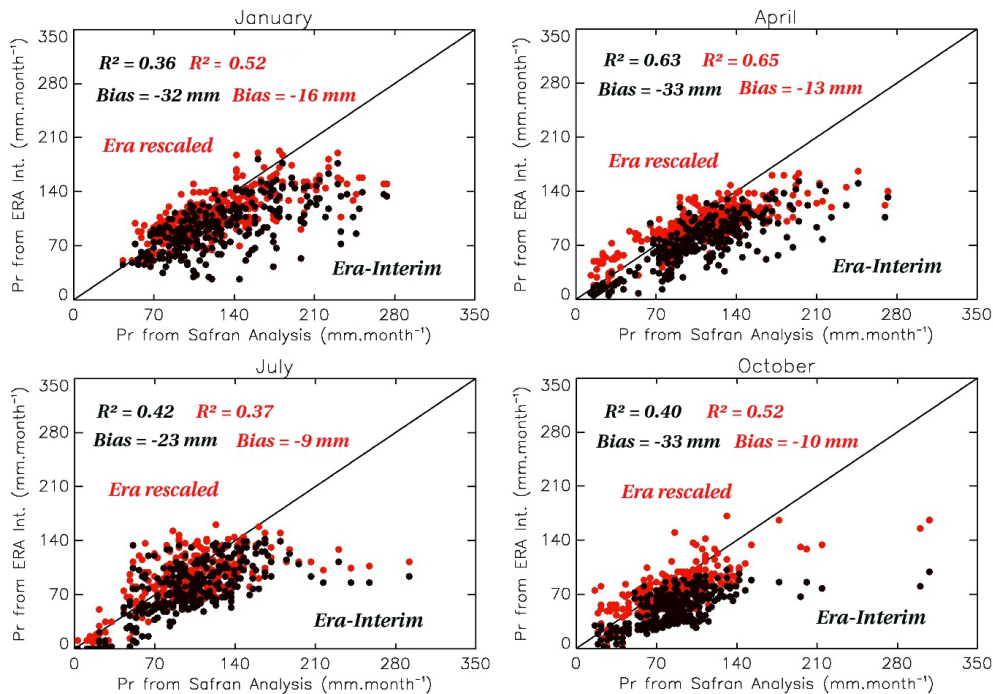 January
350
280
210
140
70
0
Pr from ERA Int. (mm.month⁻¹)
R² = 0.36 R² = 0.52
Bias = -32 mm Bias = -16 mm
Era rescaled
Era-Interim
0 70 140 210 280 350
Pr from Safran Analysis (mm.month⁻¹)
April
350
280
210
140
70
0
Pr from ERA Int. (mm.month⁻¹)
R² = 0.63 R² = 0.65
Bias = -33 mm Bias = -13 mm
Era rescaled
Era-Interim
0 70 140 210 280 350
Pr from Safran Analysis (mm.month⁻¹)
July
350
280
210
140
70
0
Pr from ERA Int. (mm.month⁻¹)
R² = 0.42 R² = 0.37
Bias = -23 mm Bias = -9 mm
Era rescaled
Era-Interim
0 70 140 210 280 350
Pr from Safran Analysis (mm.month⁻¹)
October
350
280
210
140
70
0
Pr from ERA Int. (mm.month⁻¹)
R² = 0.40 R² = 0.52
Bias = -33 mm Bias = -10 mm
Era rescaled
Era-Interim
0 70 140 210 280 350
Pr from Safran Analysis (mm.month⁻¹)